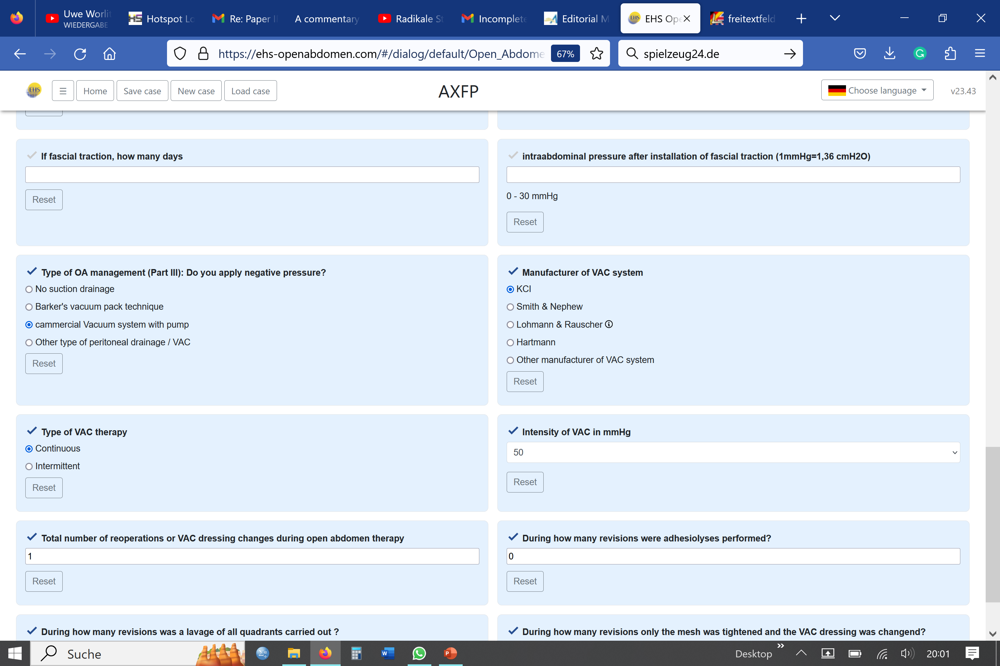 Uwe Worlit
WIEDERGABE
Hotspot Lo
Re: Paper II
A commentary
Radikale St
Incomplete
Editorial M
EHS Ope
freitextfeld
https://ehs-openabdomen.com/#/dialog/default/Open_Abdome
67%
spielzeug24.de
EHS
Home
Save case
New case
Load case
AXFP
Choose language
v23.43
If fascial traction, how many days
Reset
intraabdominal pressure after installation of fascial traction (1mmHg=1,36 cmH2O)
0 - 30 mmHg
Reset
Type of OA management (Part III): Do you apply negative pressure?
No suction drainage
Barker's vacuum pack technique
cammercial Vacuum system with pump
Other type of peritoneal drainage / VAC
Reset
Manufacturer of VAC system
KCI
Smith & Nephew
Lohmann & Rauscher
Hartmann
Other manufacturer of VAC system
Reset
Type of VAC therapy
Continuous
Intermittent
Reset
Intensity of VAC in mmHg
50
Reset
Total number of reoperations or VAC dressing changes during open abdomen therapy
1
Reset
During how many revisions were adhesiolyses performed?
0
Reset
During how many revisions was a lavage of all quadrants carried out ?
During how many revisions only the mesh was tightened and the VAC dressing was changend?
Suche
Desktop
20:01